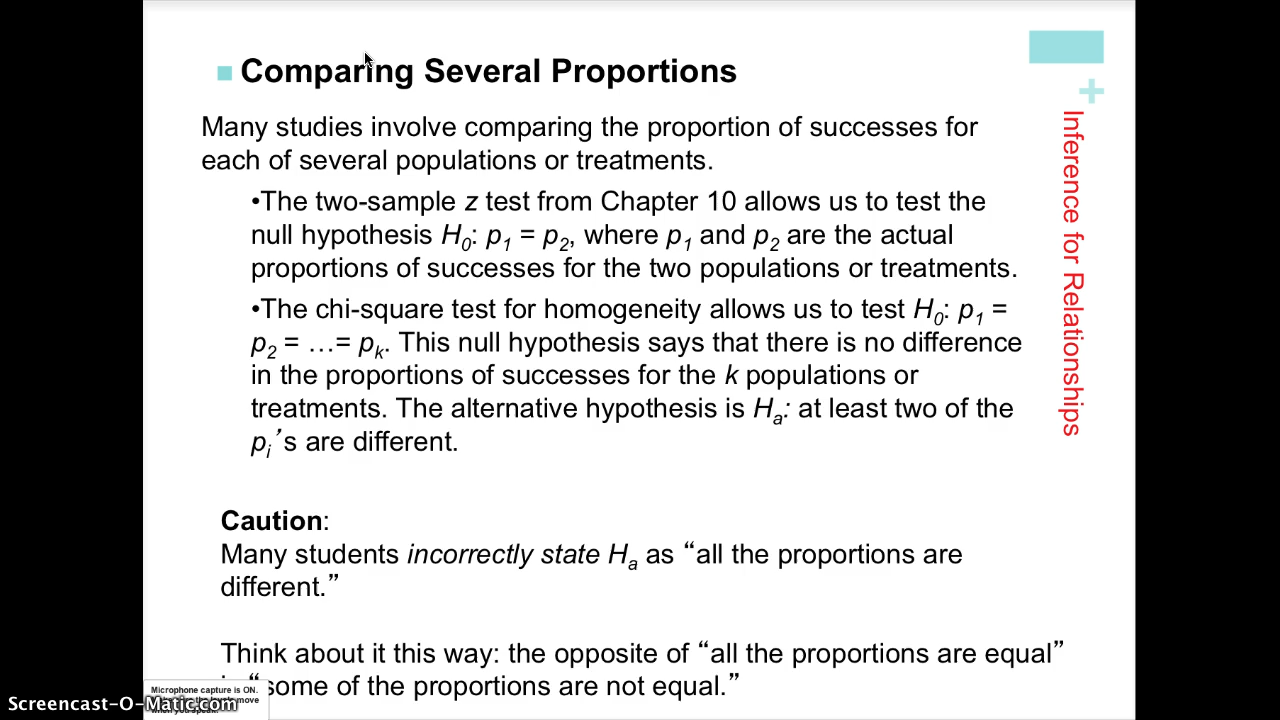 Comparing Several Proportions
Many studies involve comparing the proportion of successes for
each of several populations or treatments.
•The two-sample z test from Chapter 10 allows us to test the
null hypothesis H0: p1 = p2, where p1 and p2 are the actual
proportions of successes for the two populations or treatments.
•The chi-square test for homogeneity allows us to test H0: p1 =
p2 = …= pk. This null hypothesis says that there is no difference
in the proportions of successes for the k populations or
treatments. The alternative hypothesis is Ha: at least two of the
pi’s are different.
Caution:
Many students incorrectly state Ha as “all the proportions are
different.”
Think about it this way: the opposite of “all the proportions are equal”
“some of the proportions are not equal.”
+
Inference for Relationships
Microphone capture is ON.
move
Screencast-O-Matic.com